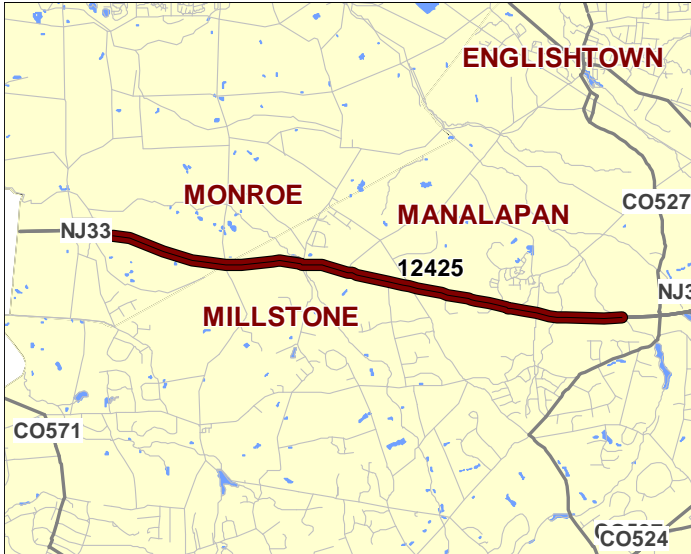 ENGLISHTOWN
MONROE
CO527
MANALAPAN
NJ33
12425
NJ3
MILLSTONE
CO571
CO524